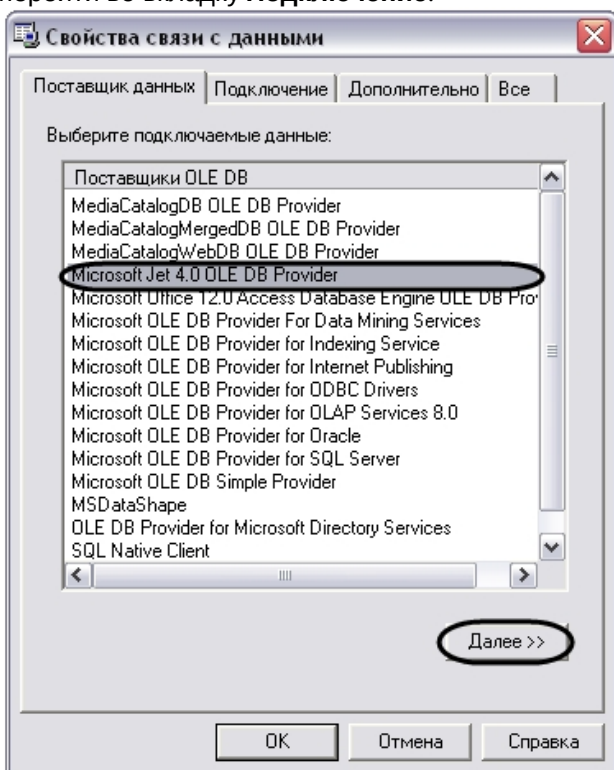 перейти во вкладку Подключение.
Свойства связи с данными
Поставщик данных Подключение Дополнительно Все
Выберите подключаемые данные:
Поставщики OLE DB
MediaCatalogDB OLE DB Provider
MediaCatalogMergedDB OLE DB Provider
MediaCatalogWebDB OLE DB Provider
Microsoft Jet 4.0 OLE DB Provider
Microsoft Office 12.0 Access Database Engine OLE DB Pro
Microsoft OLE DB Provider For Data Mining Services
Microsoft OLE DB Provider for Indexing Service
Microsoft OLE DB Provider for Internet Publishing
Microsoft OLE DB Provider for ODBC Drivers
Microsoft OLE DB Provider for OLAP Services 8.0
Microsoft OLE DB Provider for Oracle
Microsoft OLE DB Provider for SQL Server
Microsoft OLE DB Simple Provider
MSDataShape
OLE DB Provider for Microsoft Directory Services
SQL Native Client
Далее >>
OK Отмена Справка